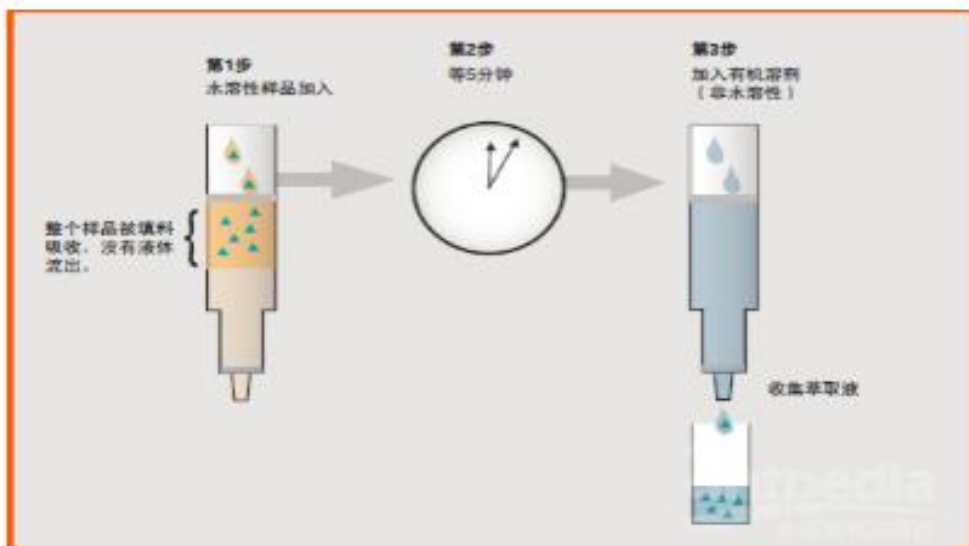 第1步
水溶性样品加入
第2步
等5分钟
第3步
加入有机溶剂
（非水溶性）
整个样品被填料
吸收，没有液体
流出。
收集萃取液
pedia